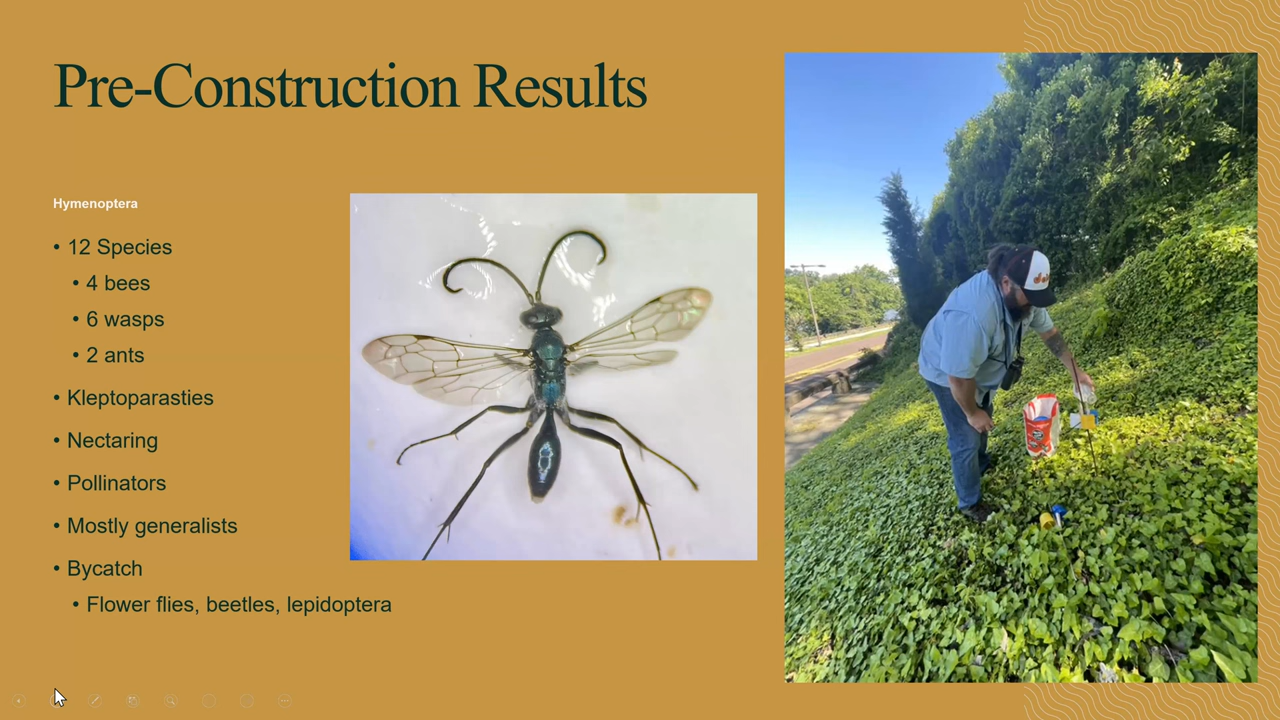 Pre-Construction Results
Hymenoptera
• 12 Species
• 4 bees
• 6 wasps
• 2 ants
• Kleptoparasties
• Nectaring
• Pollinators
• Mostly generalists
• Bycatch
• Flower flies, beetles, lepidoptera